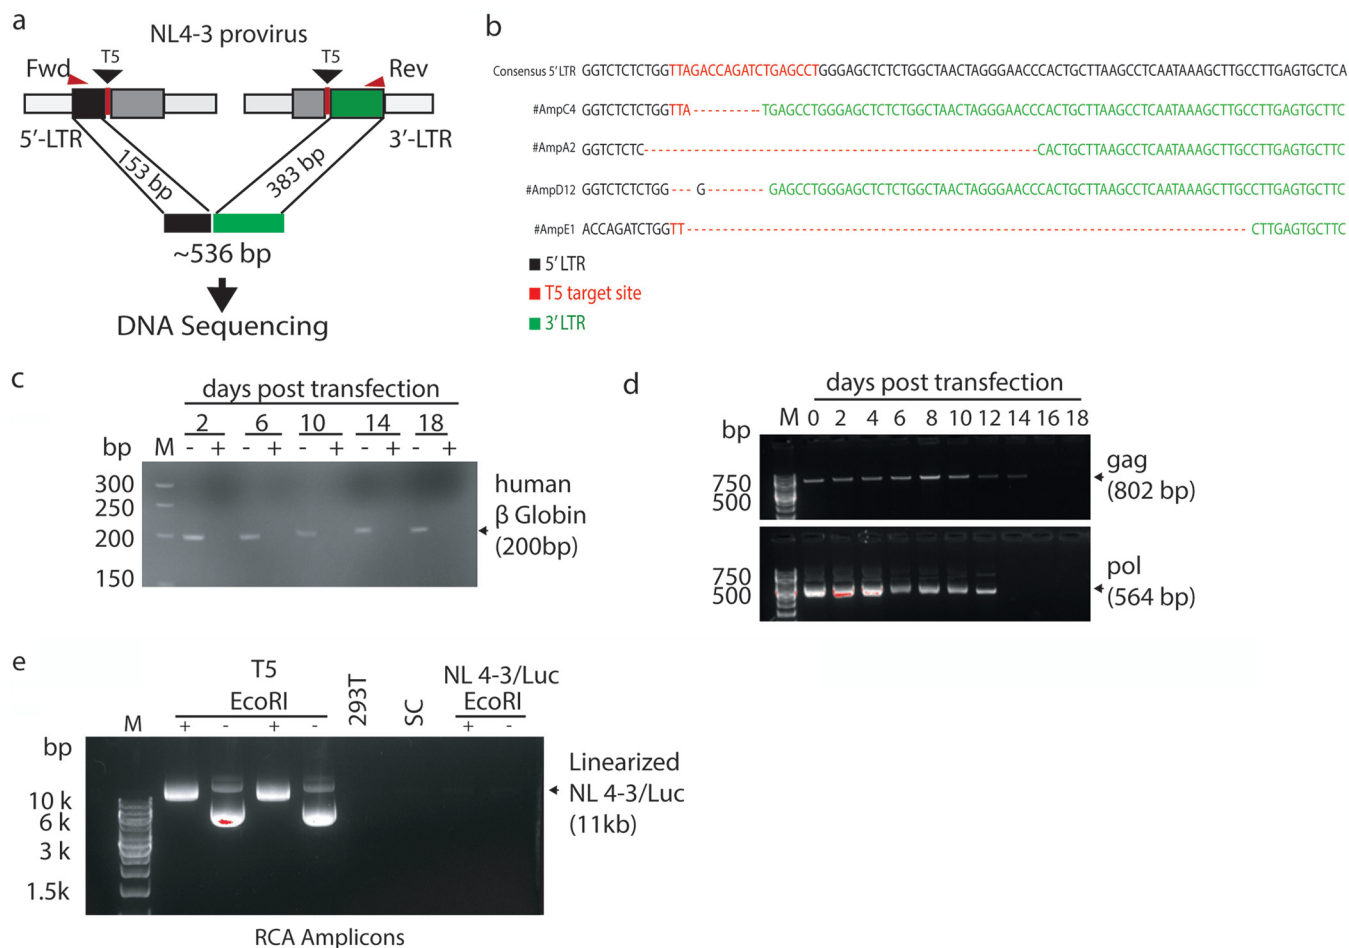 a
NL4-3 provirus
Fwd T5 T5 Rev
5′-LTR 3′-LTR
153 bp 383 bp
~536 bp
DNA Sequencing
b
Consensus 5′ LTR GGTCTCTCTGGTTAGACCAGATCTGAGCCTGGGAGCTCTCTGGCTAACTAGGGAACCCACTGCTTAAGCCTCAATAAAGCTTGCCTTGAGTGCTCA
#AmpC4 GGTCTCTCTGGTTA----------TGAGCCTGGGAGCTCTCTGGCTAACTAGGGAACCCACTGCTTAAGCCTCAATAAAGCTTGCCTTGAGTGCTTC
#AmpA2 GGTCTCTC--------------------------------------------------CACTGCTTAAGCCTCAATAAAGCTTGCCTTGAGTGCTTC
#AmpD12 GGTCTCTCTGG--- G --------GAGCCTGGGAGCTCTCTGGCTAACTAGGGAACCCACTGCTTAAGCCTCAATAAAGCTTGCCTTGAGTGCTTC
#AmpE1 ACCAGATCTGGTT------------------------------------------------------------------------CTTGAGTGCTTC
5′ LTR
T5 target site
3′ LTR
c
days post transfection
2 6 10 14 18
bp M - + - + - + - + - +
300
250
200
150
human
β Globin
(200bp)
d
days post transfection
M 0 2 4 6 8 10 12 14 16 18
bp
750
500
gag
(802 bp)
750
500
pol
(564 bp)
e
T5
EcoRI
293T
SC
NL 4-3/Luc
EcoRI
M + - + - + -
bp
10 k
6 k
3 k
1.5k
Linearized
NL 4-3/Luc
(11kb)
RCA Amplicons